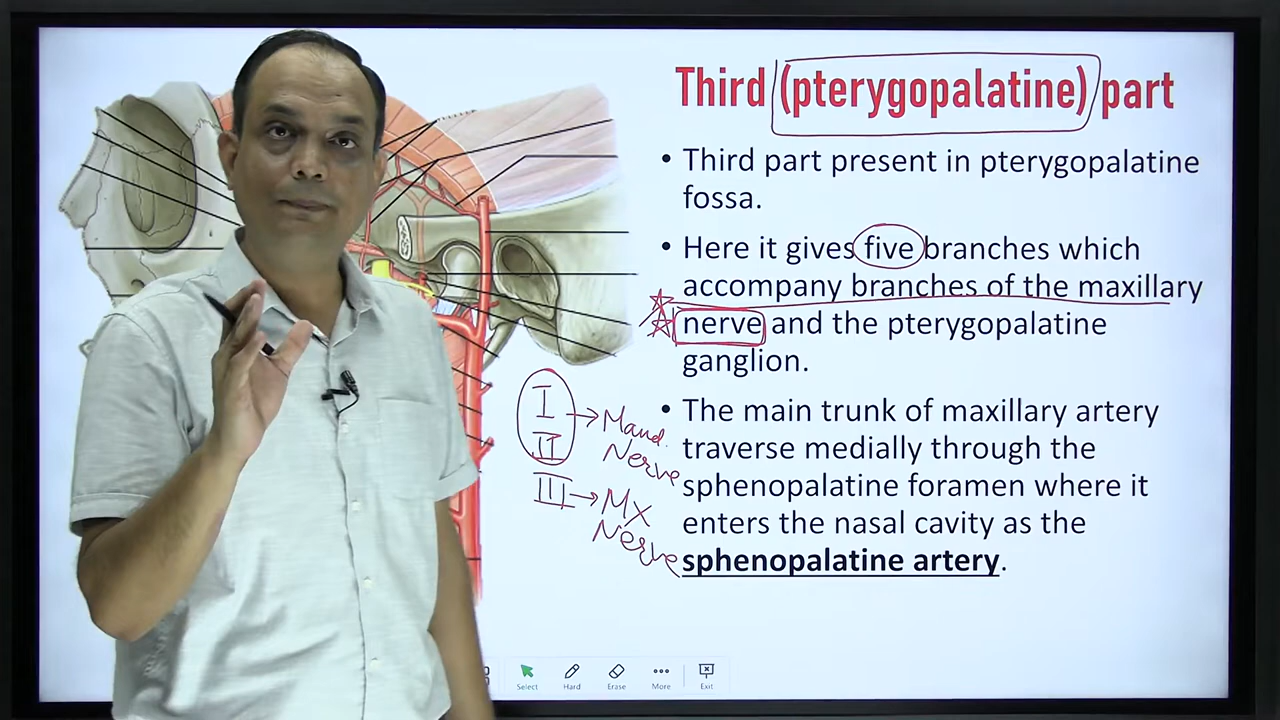 Third (pterygopalatine) part
• Third part present in pterygopalatine
fossa.
• Here it gives five branches which
accompany branches of the maxillary
nerve and the pterygopalatine
ganglion.
• The main trunk of maxillary artery
traverse medially through the
sphenopalatine foramen where it
enters the nasal cavity as the
sphenopalatine artery.
I
II → Mand.
Nerve
III → Mx
Nerve
Select Hard Erase More Exit